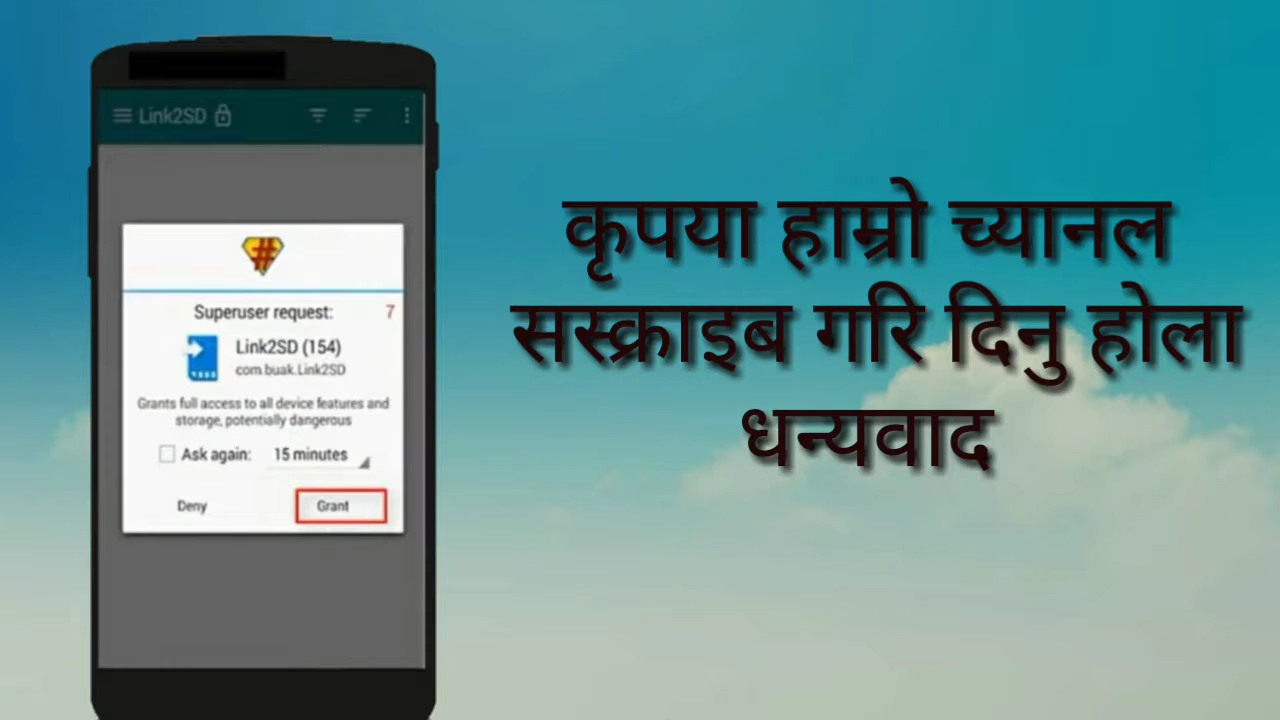 Link2SD
Superuser request:
7
Link2SD (154)
com.buak.Link2SD
Grants full access to all device features and
storage, potentially dangerous
Ask again:
15 minutes
Deny
Grant
कृपया हाम्रो च्यानल
सस्क्राइब गरि दिनु होला
धन्यवाद